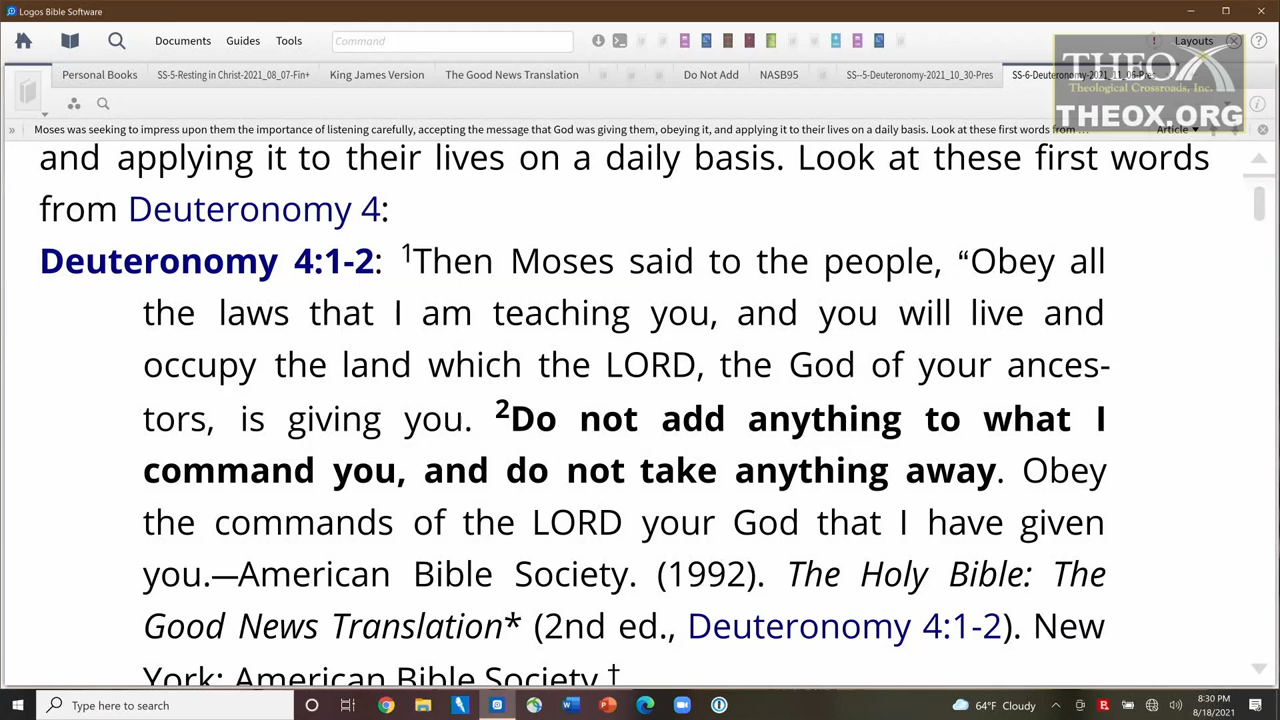 Logos Bible Software
Documents Guides Tools Command Layouts
Personal Books SS-5-Resting in Christ-2021_08_07-Fin+ King James V The Good News Translation Do Not Add NASB95 SS--5-Deuteronomy-2021_10_30-Pres SS-6-Deuteronomy-2021_11_06-Pres
THEOX
Theological Crossroads, Inc.
THEOX.ORG
» Moses was seeking to impress upon them the importance of listening carefully, accepting the message that God was giving them, obeying it, and applying it to their lives on a daily basis. Look at these first words from ... Article
and applying it to their lives on a daily basis. Look at these first words
from Deuteronomy 4:
Deuteronomy 4:1-2: ¹Then Moses said to the people, “Obey all
the laws that I am teaching you, and you will live and
occupy the land which the LORD, the God of your ances-
tors, is giving you. ²Do not add anything to what I
command you, and do not take anything away. Obey
the commands of the LORD your God that I have given
you.—American Bible Society. (1992). The Holy Bible: The
Good News Translation* (2nd ed., Deuteronomy 4:1-2). New
York: American Bible Society.†
Type here to search 64°F Cloudy 8:30 PM
8/18/2021